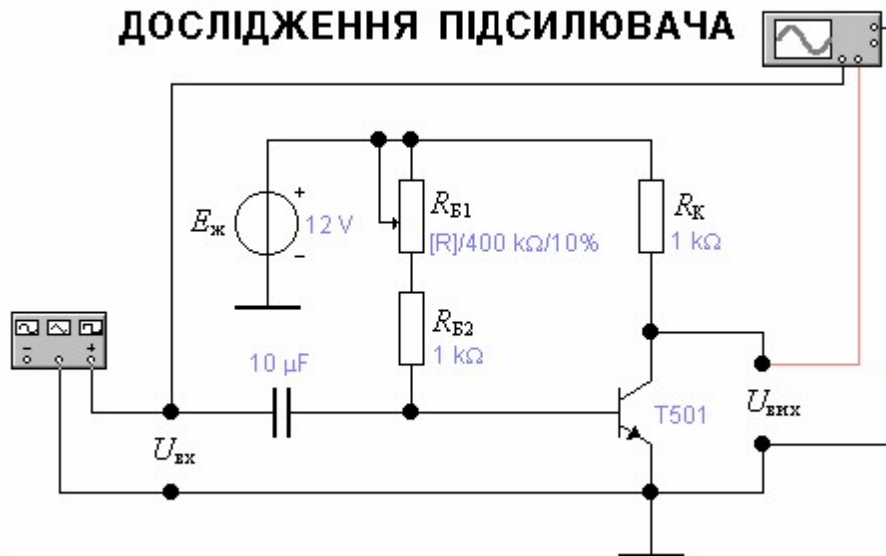 ДОСЛІДЖЕННЯ ПІДСИЛЮВАЧА
Eж
+
12 V
−
RБ1
[R]/400 kΩ/10%
RК
1 kΩ
RБ2
1 kΩ
− +
10 µF
T501
Uвх
Uвих